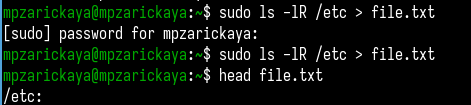 mpzarickaya@mpzarickaya:~$ sudo ls -lR /etc > file.txt
[sudo] password for mpzarickaya:
mpzarickaya@mpzarickaya:~$ sudo ls -lR /etc > file.txt
mpzarickaya@mpzarickaya:~$ head file.txt
/etc: